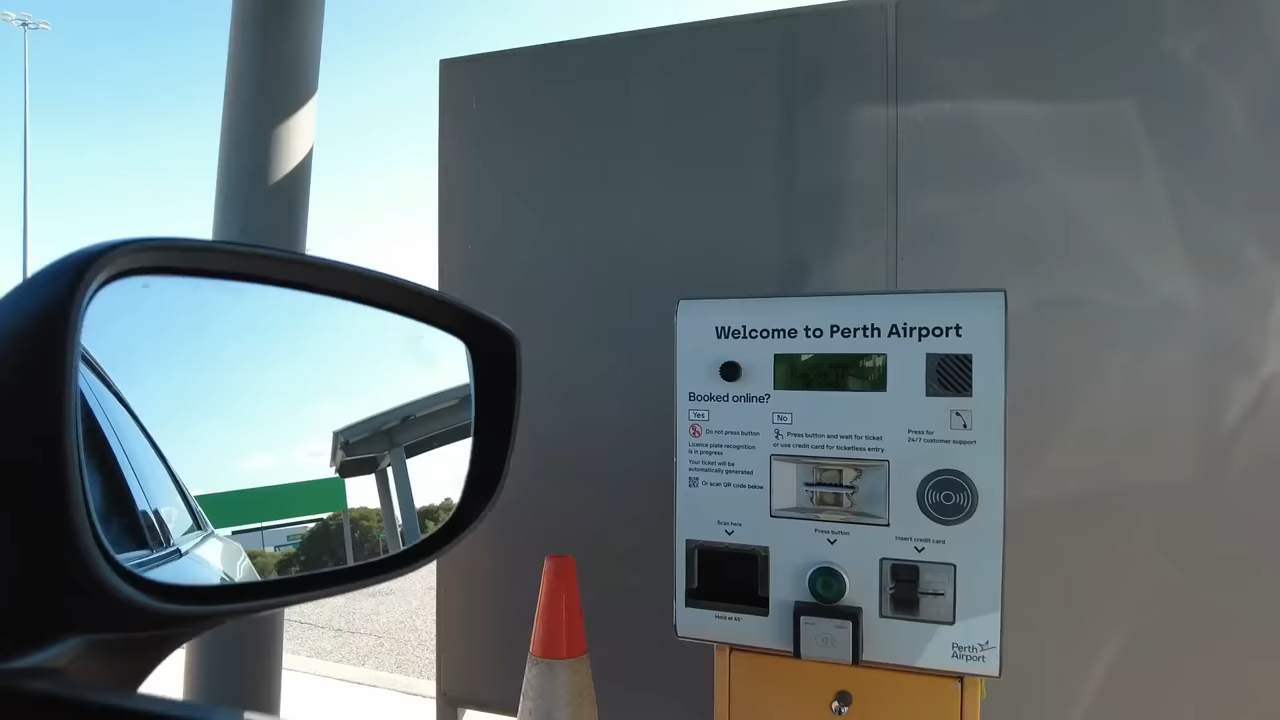 Welcome to Perth Airport
Booked online?
Yes
Do not press button
Licence plate recognition
is in progress
Your ticket will be
automatically generated
Or scan QR code below
No
Press button and wait for ticket
or use credit card for ticketless entry
Press for
24/7 customer support
Scan here
Press button
Insert credit card
Hold at 45°
Perth
Airport